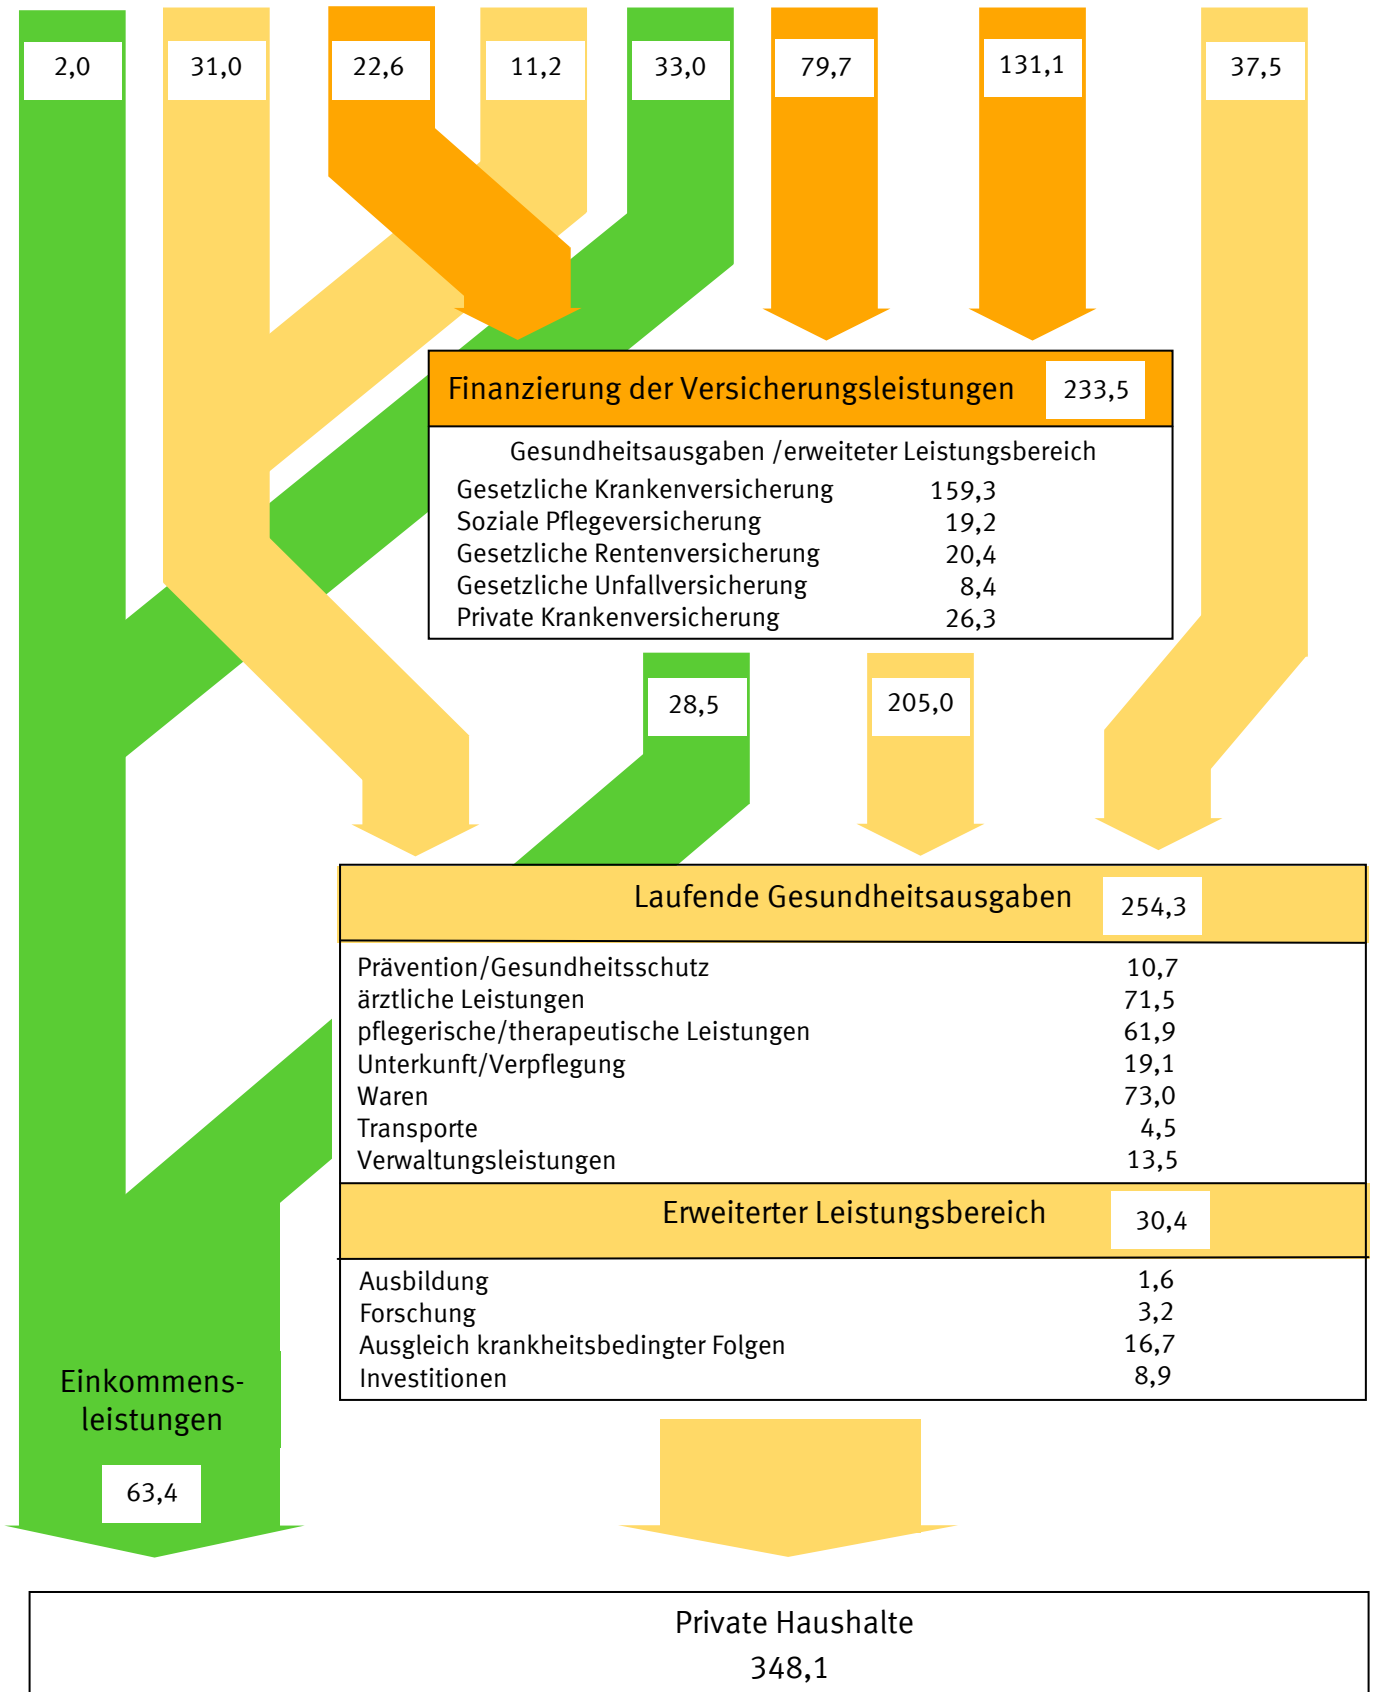 2,0 31,0 22,6 11,2 33,0 79,7 131,1 37,5
Finanzierung der Versicherungsleistungen 233,5
Gesundheitsausgaben /erweiteter Leistungsbereich
Gesetzliche Krankenversicherung 159,3
Soziale Pflegeversicherung 19,2
Gesetzliche Rentenversicherung 20,4
Gesetzliche Unfallversicherung 8,4
Private Krankenversicherung 26,3
28,5 205,0
Laufende Gesundheitsausgaben 254,3
Prävention/Gesundheitsschutz 10,7
ärztliche Leistungen 71,5
pflegerische/therapeutische Leistungen 61,9
Unterkunft/Verpflegung 19,1
Waren 73,0
Transporte 4,5
Verwaltungsleistungen 13,5
Erweiterter Leistungsbereich 30,4
Ausbildung 1,6
Forschung 3,2
Ausgleich krankheitsbedingter Folgen 16,7
Investitionen 8,9
Einkommens-
leistungen
63,4
Private Haushalte
348,1